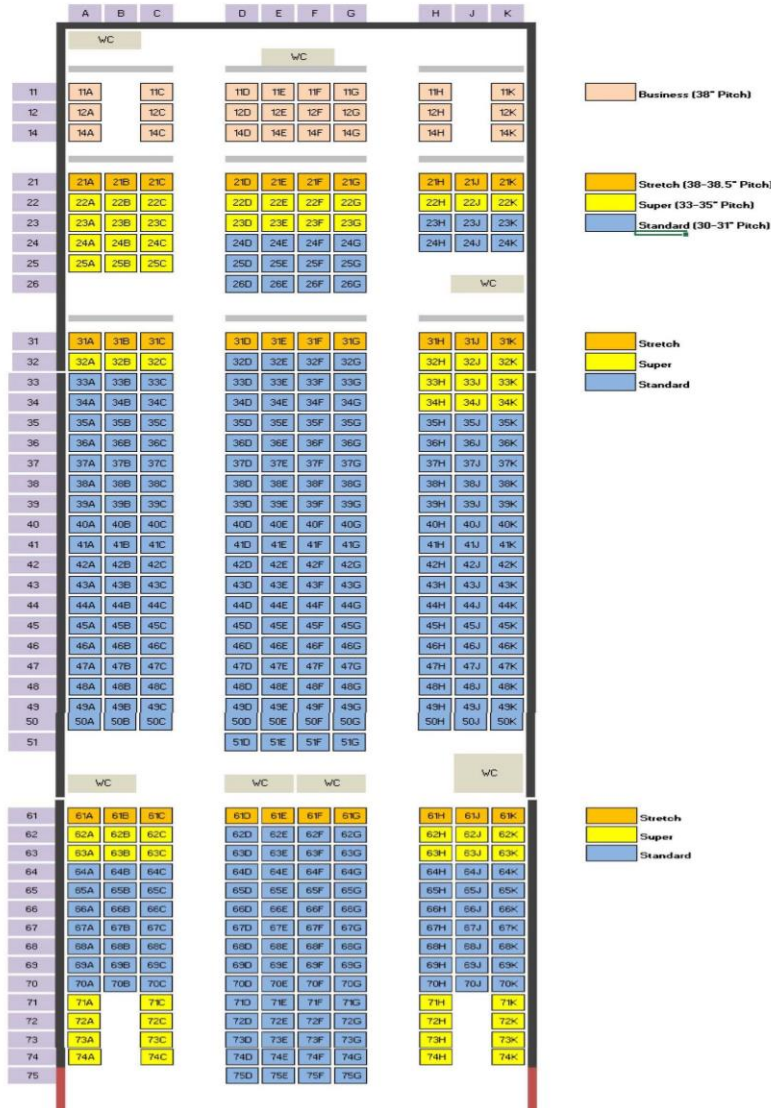 A B C D E F G H J K
WC
WC
11 11A 11C 11D 11E 11F 11G 11H 11K Business (38" Pitch)
12 12A 12C 12D 12E 12F 12G 12H 12K
14 14A 14C 14D 14E 14F 14G 14H 14K
21 21A 21B 21C 21D 21E 21F 21G 21H 21J 21K Stretch (38-38.5" Pitch)
22 22A 22B 22C 22D 22E 22F 22G 22H 22J 22K Super (33-35" Pitch)
23 23A 23B 23C 23D 23E 23F 23G 23H 23J 23K Standard (30-31" Pitch)
24 24A 24B 24C 24D 24E 24F 24G 24H 24J 24K
25 25A 25B 25C 25D 25E 25F 25G
26 26D 26E 26F 26G WC
31 31A 31B 31C 31D 31E 31F 31G 31H 31J 31K Stretch
32 32A 32B 32C 32D 32E 32F 32G 32H 32J 32K Super
33 33A 33B 33C 33D 33E 33F 33G 33H 33J 33K Standard
34 34A 34B 34C 34D 34E 34F 34G 34H 34J 34K
35 35A 35B 35C 35D 35E 35F 35G 35H 35J 35K
36 36A 36B 36C 36D 36E 36F 36G 36H 36J 36K
37 37A 37B 37C 37D 37E 37F 37G 37H 37J 37K
38 38A 38B 38C 38D 38E 38F 38G 38H 38J 38K
39 39A 39B 39C 39D 39E 39F 39G 39H 39J 39K
40 40A 40B 40C 40D 40E 40F 40G 40H 40J 40K
41 41A 41B 41C 41D 41E 41F 41G 41H 41J 41K
42 42A 42B 42C 42D 42E 42F 42G 42H 42J 42K
43 43A 43B 43C 43D 43E 43F 43G 43H 43J 43K
44 44A 44B 44C 44D 44E 44F 44G 44H 44J 44K
45 45A 45B 45C 45D 45E 45F 45G 45H 45J 45K
46 46A 46B 46C 46D 46E 46F 46G 46H 46J 46K
47 47A 47B 47C 47D 47E 47F 47G 47H 47J 47K
48 48A 48B 48C 48D 48E 48F 48G 48H 48J 48K
49 49A 49B 49C 49D 49E 49F 49G 49H 49J 49K
50 50A 50B 50C 50D 50E 50F 50G 50H 50J 50K
51 51D 51E 51F 51G
WC WC WC WC
61 61A 61B 61C 61D 61E 61F 61G 61H 61J 61K Stretch
62 62A 62B 62C 62D 62E 62F 62G 62H 62J 62K Super
63 63A 63B 63C 63D 63E 63F 63G 63H 63J 63K Standard
64 64A 64B 64C 64D 64E 64F 64G 64H 64J 64K
65 65A 65B 65C 65D 65E 65F 65G 65H 65J 65K
66 66A 66B 66C 66D 66E 66F 66G 66H 66J 66K
67 67A 67B 67C 67D 67E 67F 67G 67H 67J 67K
68 68A 68B 68C 68D 68E 68F 68G 68H 68J 68K
69 69A 69B 69C 69D 69E 69F 69G 69H 69J 69K
70 70A 70B 70C 70D 70E 70F 70G 70H 70J 70K
71 71A 71C 71D 71E 71F 71G 71H 71K
72 72A 72C 72D 72E 72F 72G 72H 72K
73 73A 73C 73D 73E 73F 73G 73H 73K
74 74A 74C 74D 74E 74F 74G 74H 74K
75 75D 75E 75F 75G